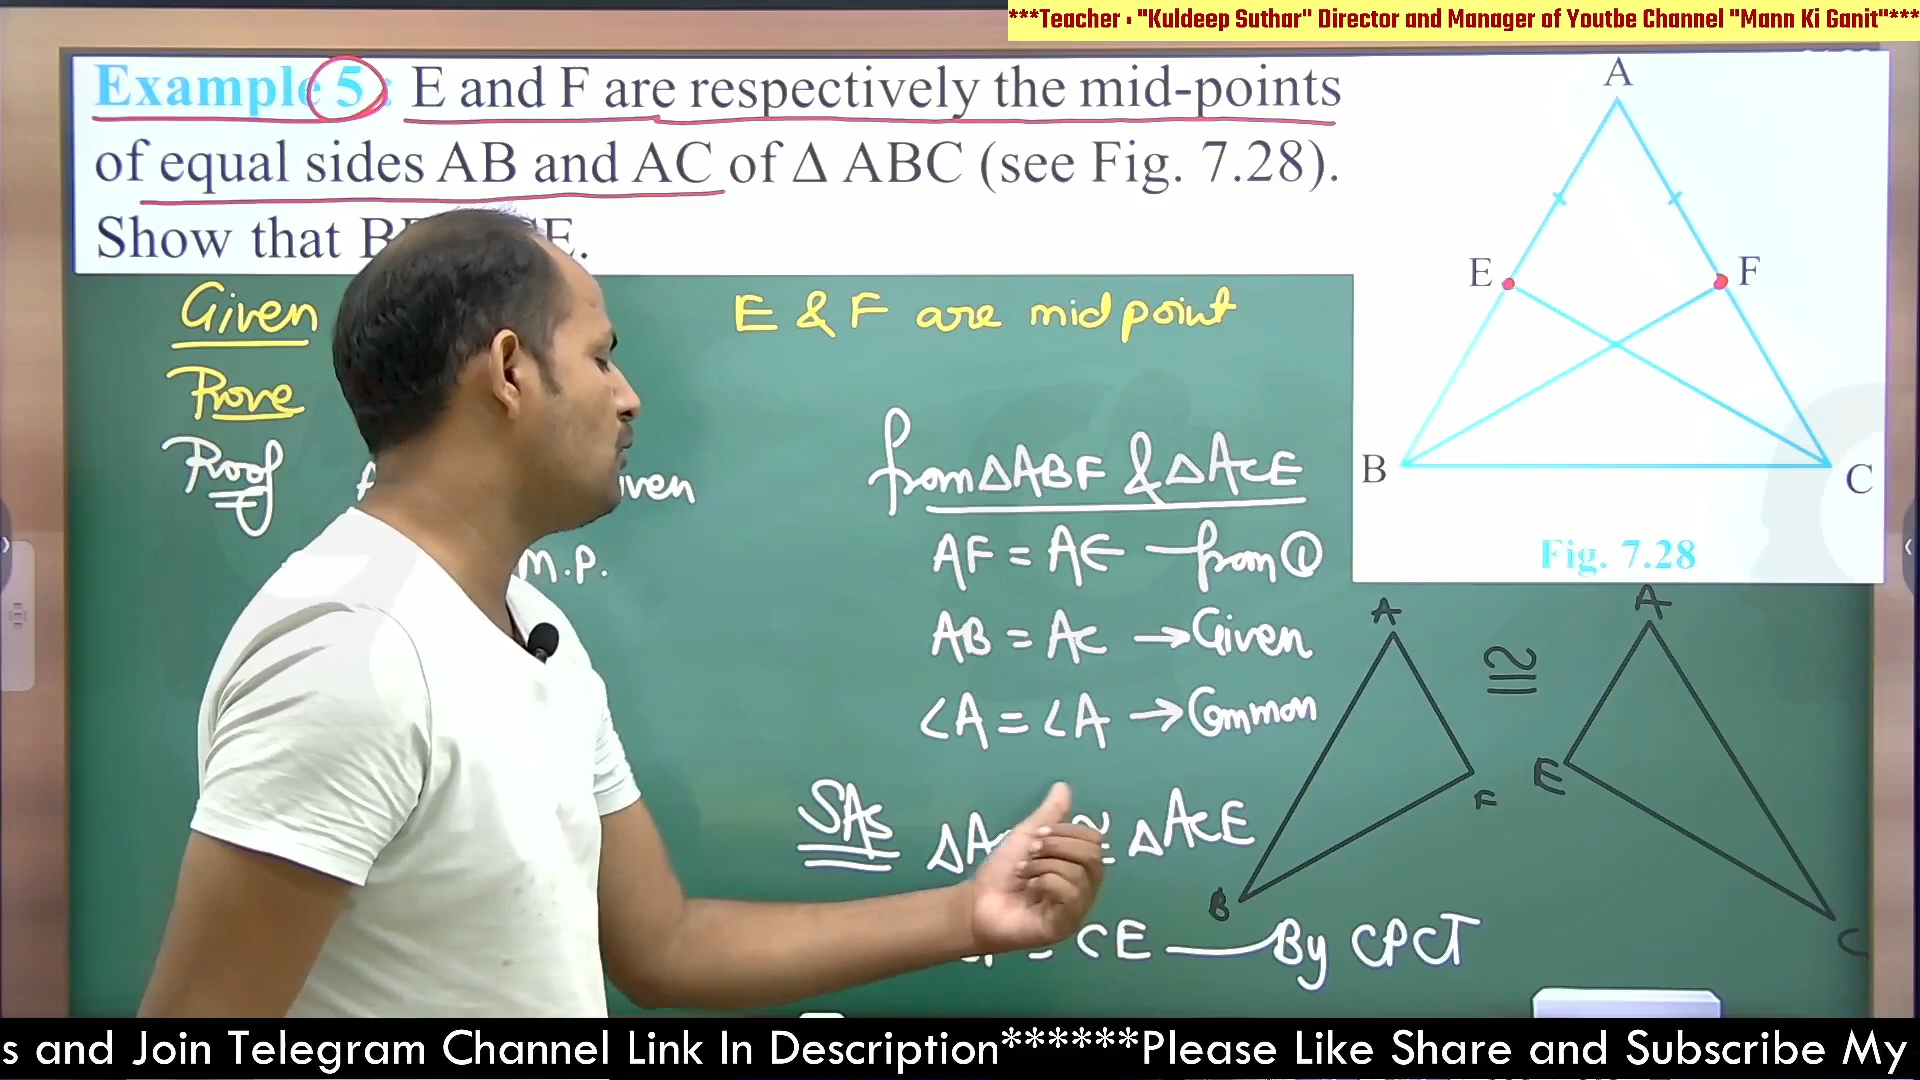 ***Teacher : "Kuldeep Suthar" Director and Manager of Youtbe Channel "Mann Ki Ganit"***
Example 5: E and F are respectively the mid-points
of equal sides AB and AC of Δ ABC (see Fig. 7.28).
Show that CE.
A
E
F
B
C
Fig. 7.28
Given
E & F are midpoint
Prove
Proof
from ΔABF & ΔACE
AF = AE — from ①
M.P.
AB = AC → Given
∠A = ∠A → Common
SAS Δ ≅ ΔACE
= CE — By CPCT
A
B
F
≅
A
E
C
s and Join Telegram Channel Link In Description******Please Like Share and Subscribe My